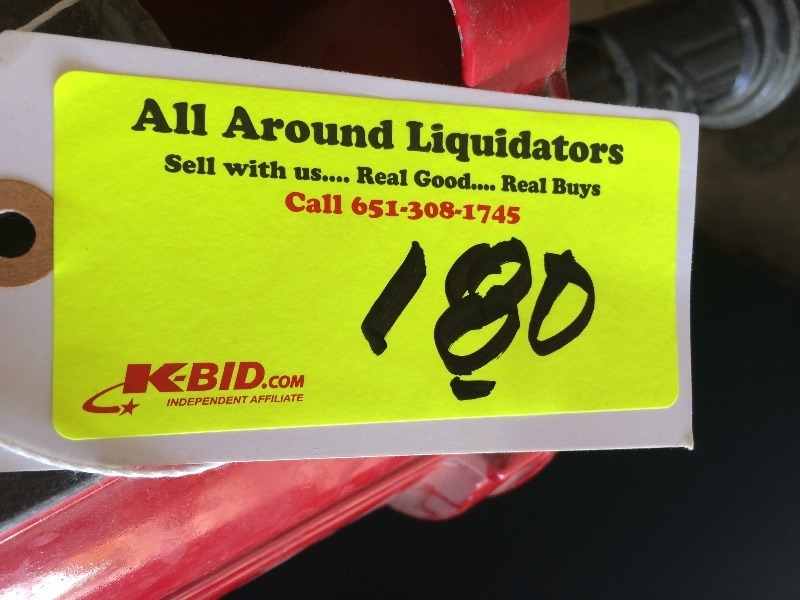 All Around Liquidators
Sell with us.... Real Good.... Real Buys
Call 651-308-1745
180
K-BID.COM
INDEPENDENT AFFILIATE